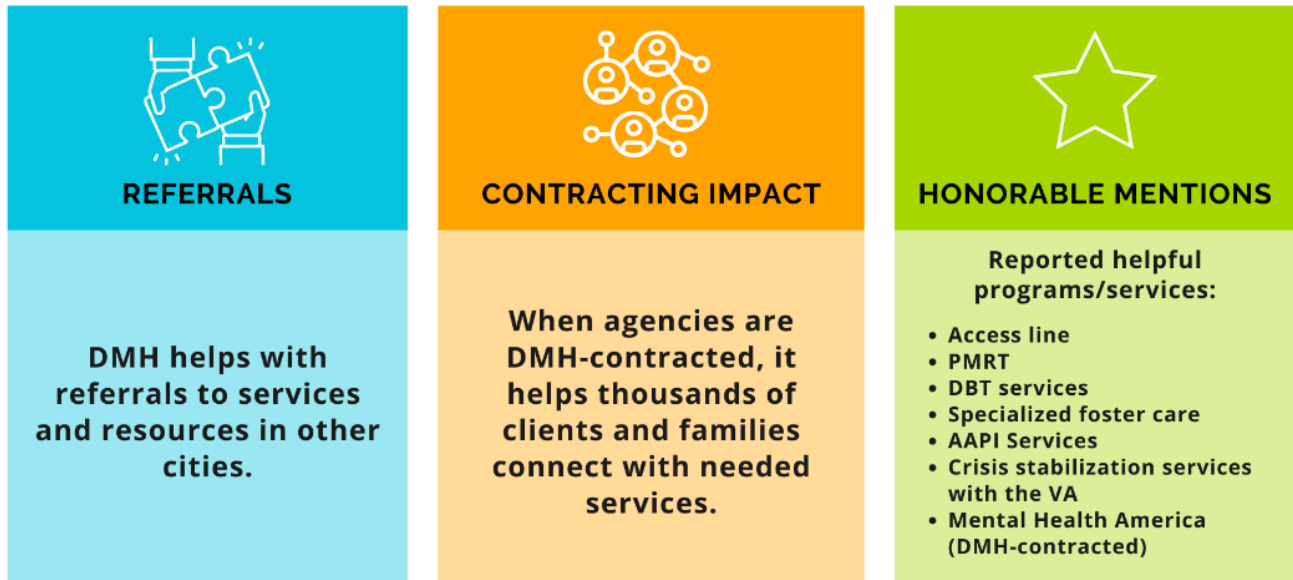 REFERRALS
DMH helps with
referrals to services
and resources in other
cities.
CONTRACTING IMPACT
When agencies are
DMH-contracted, it
helps thousands of
clients and families
connect with needed
services.
HONORABLE MENTIONS
Reported helpful
programs/services:
• Access line
• PMRT
• DBT services
• Specialized foster care
• AAPI Services
• Crisis stabilization services
with the VA
• Mental Health America
(DMH-contracted)